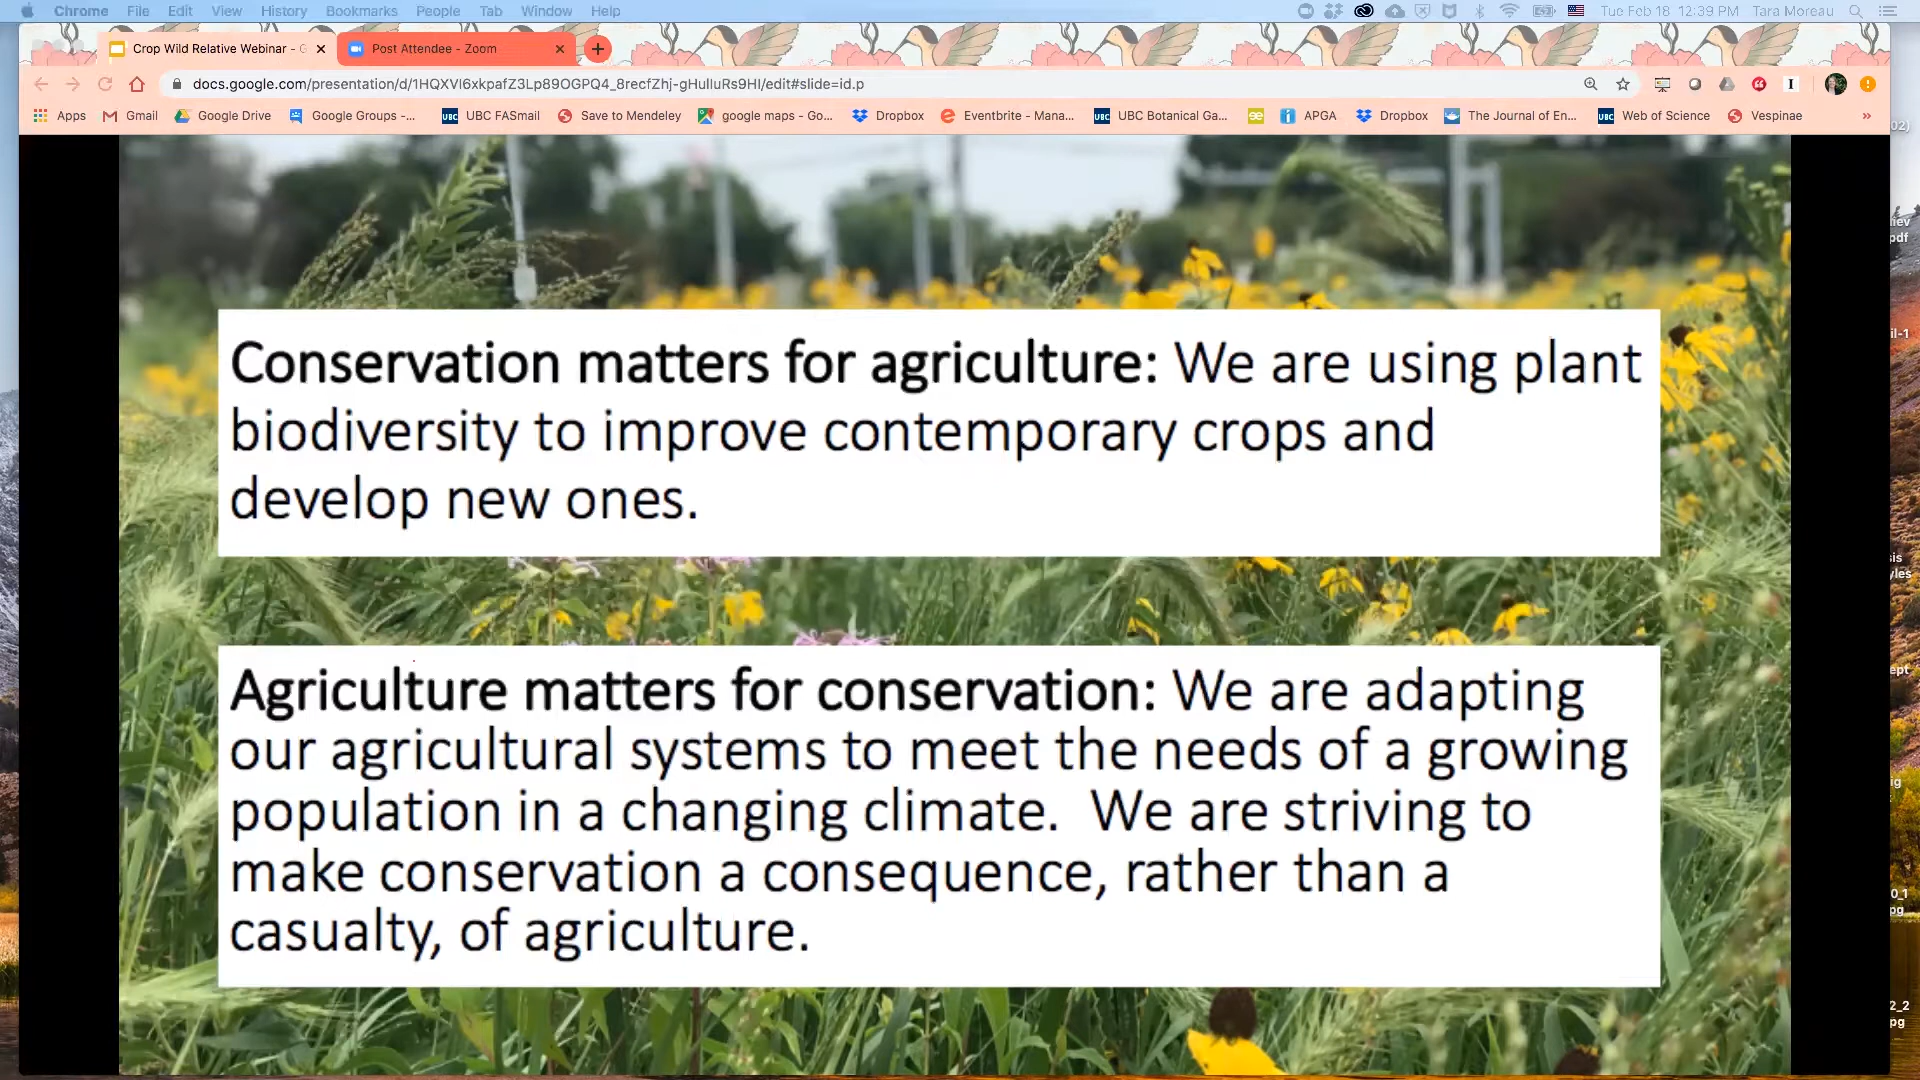 Chrome File Edit View History Bookmarks People Tab Window Help Tue Feb 18 12:39 PM Tara Moreau
Crop Wild Relative Webinar - G
Post Attendee - Zoom
docs.google.com/presentation/d/1HQXVl6xkpafZ3Lp89OGPQ4_8recfZhj-gHulluRs9HI/edit#slide=id.p
Apps Gmail Google Drive Google Groups -... UBC FASmail Save to Mendeley google maps - Go... Dropbox Eventbrite - Mana... UBC Botanical Ga... APGA Dropbox The Journal of En... Web of Science Vespinae »
Conservation matters for agriculture: We are using plant
biodiversity to improve contemporary crops and
develop new ones.
Agriculture matters for conservation: We are adapting
our agricultural systems to meet the needs of a growing
population in a changing climate. We are striving to
make conservation a consequence, rather than a
casualty, of agriculture.